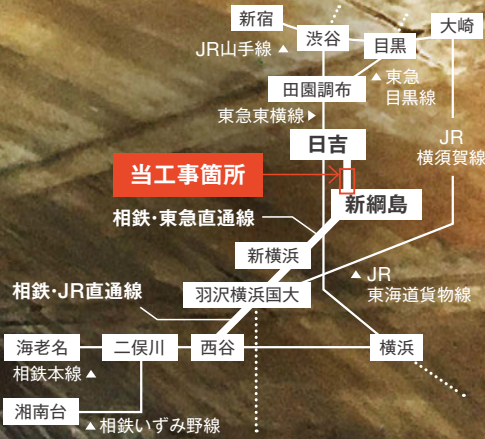 新宿
渋谷
目黒
大崎
JR山手線▲
▲東急
目黒線
田園調布
東急東横線▶
日吉
JR
横須賀線
当工事箇所
新綱島
相鉄・東急直通線
新横浜
▲JR
東海道貨物線
相鉄・JR直通線
羽沢横浜国大
海老名
二俣川
西谷
横浜
相鉄本線▲
湘南台
▲相鉄いずみ野線